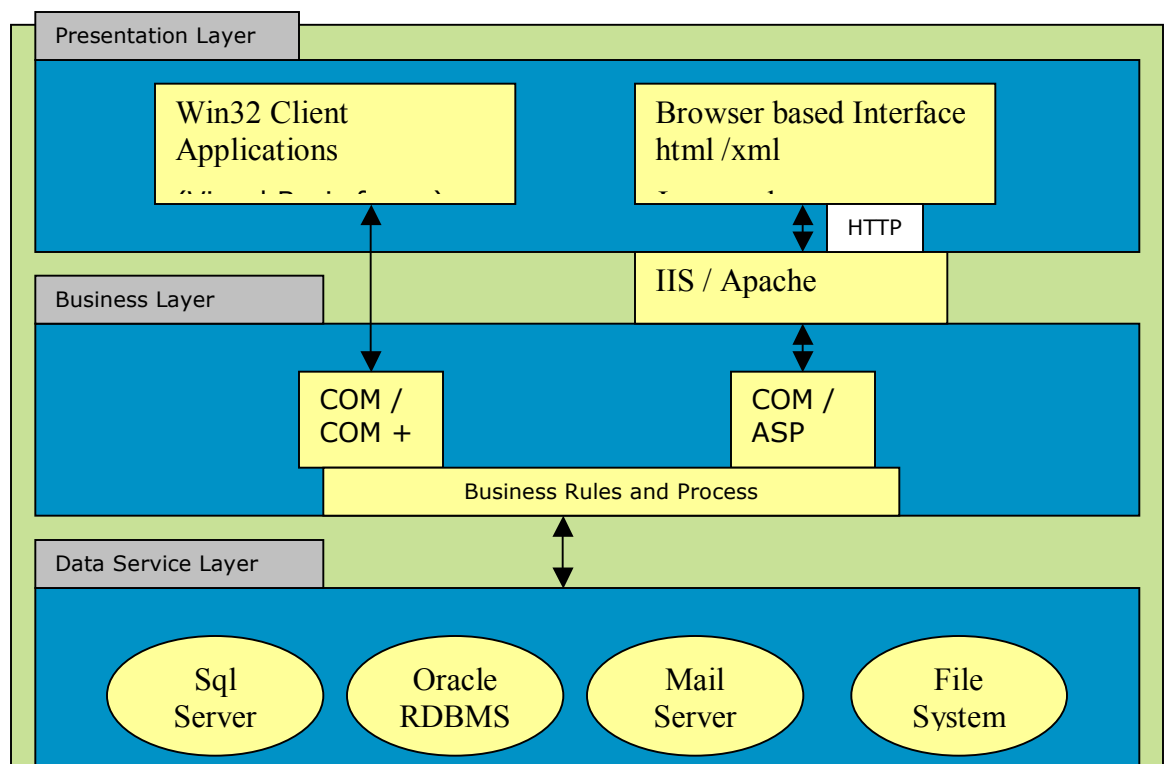 Presentation Layer
Win32 Client
Applications
Browser based Interface
html /xml
HTTP
IIS / Apache
Business Layer
COM /
COM +
COM /
ASP
Business Rules and Process
Data Service Layer
Sql
Server
Oracle
RDBMS
Mail
Server
File
System